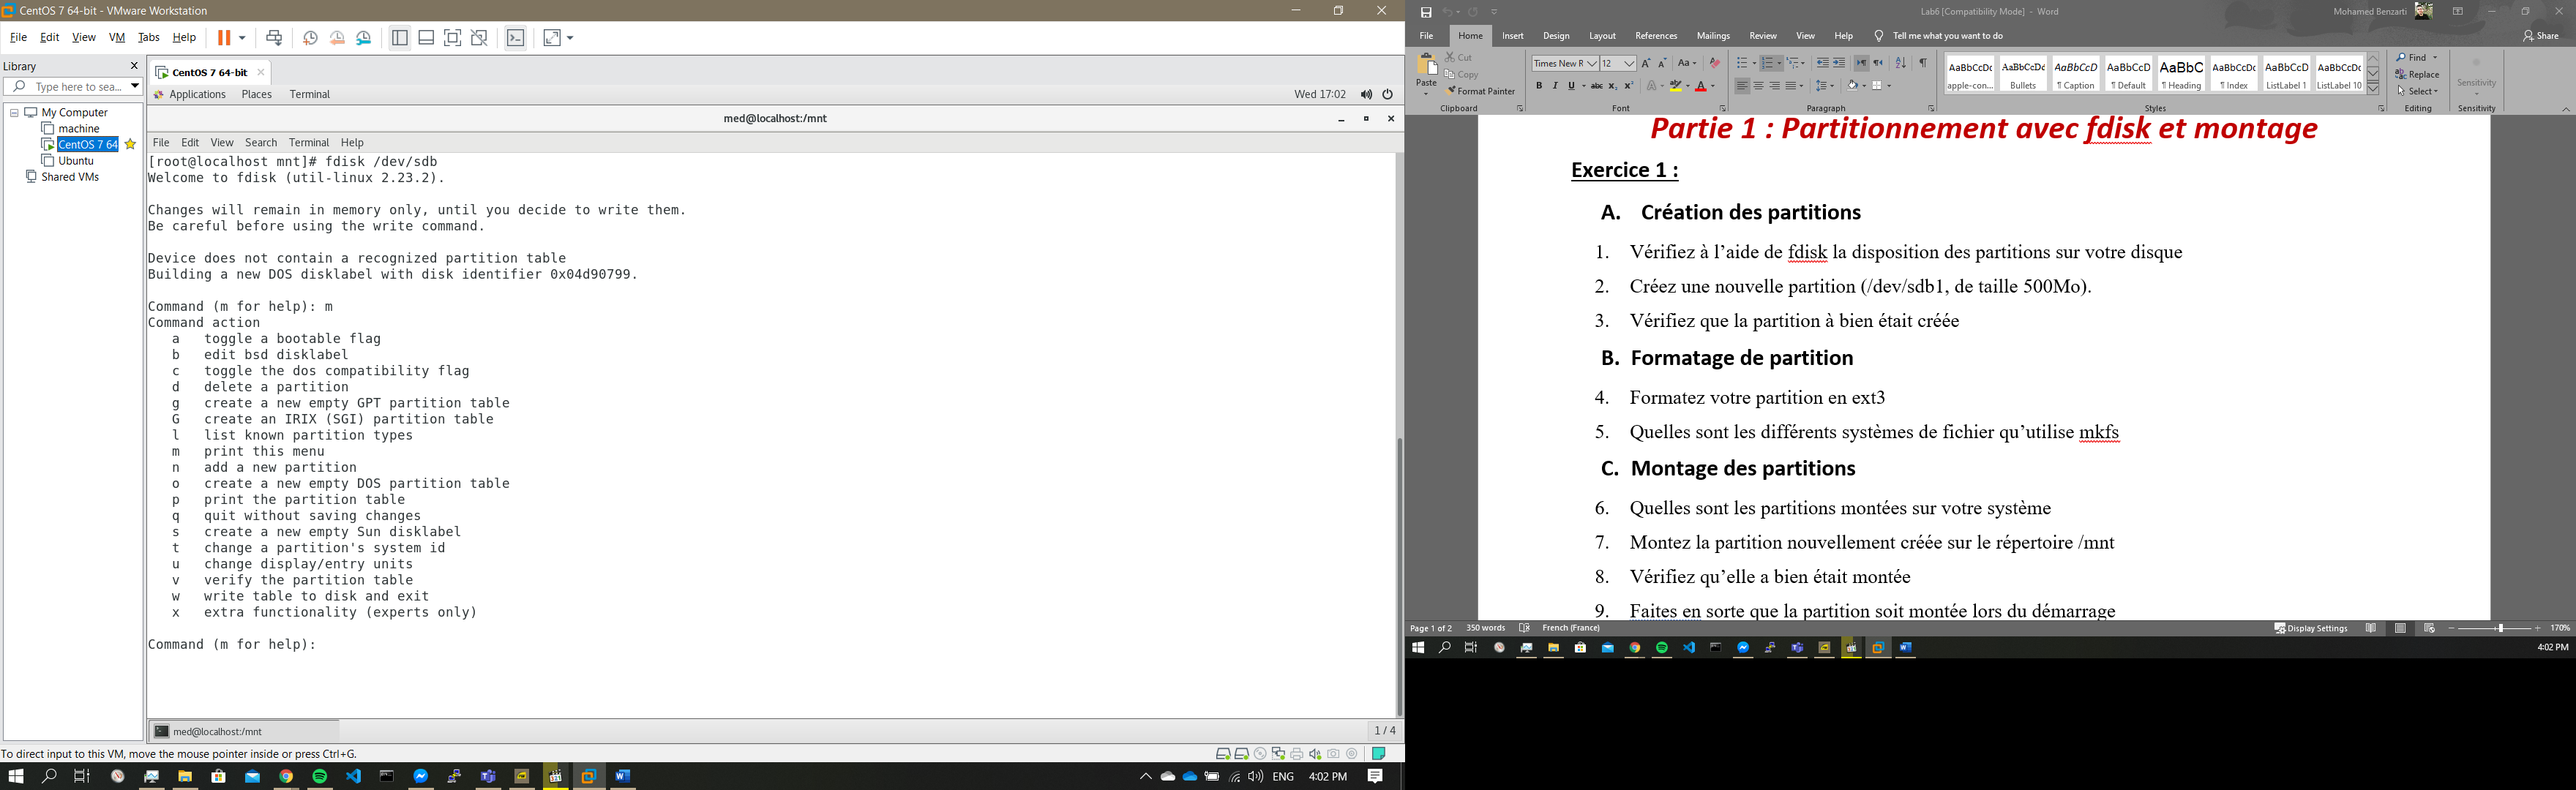 CentOS 7 64-bit - VMware Workstation
File Edit View VM Tabs Help
Library
Type here to sea...
My Computer
machine
CentOS 7 64
Ubuntu
Shared VMs
CentOS 7 64-bit
Applications Places Terminal
Wed 17:02
med@localhost:/mnt
File Edit View Search Terminal Help
[root@localhost mnt]# fdisk /dev/sdb
Welcome to fdisk (util-linux 2.23.2).
Changes will remain in memory only, until you decide to write them.
Be careful before using the write command.
Device does not contain a recognized partition table
Building a new DOS disklabel with disk identifier 0x04d90799.
Command (m for help): m
Command action
a toggle a bootable flag
b edit bsd disklabel
c toggle the dos compatibility flag
d delete a partition
g create a new empty GPT partition table
G create an IRIX (SGI) partition table
l list known partition types
m print this menu
n add a new partition
o create a new empty DOS partition table
p print the partition table
q quit without saving changes
s create a new empty Sun disklabel
t change a partition's system id
u change display/entry units
v verify the partition table
w write table to disk and exit
x extra functionality (experts only)
Command (m for help):
med@localhost:/mnt
1 / 4
To direct input to this VM, move the mouse pointer inside or press Ctrl+G.
ENG 4:02 PM
Lab6 [Compatibility Mode] - Word
Mohamed Benzarti
File Home Insert Design Layout References Mailings Review View Help Tell me what you want to do
Share
Paste
Cut
Copy
Format Painter
Clipboard
Times New R 12
Font
Paragraph
AaBbCcDc AaBbCcDd AaBbCcD AaBbCcD AaBbC AaBbCcDc AaBbCcD AaBbCcDc
apple-con... Bullets ¶ Caption ¶ Default ¶ Heading ¶ Index ListLabel 1 ListLabel 10
Styles
Find
Replace
Select
Editing
Sensitivity
Sensitivity
Partie 1 : Partitionnement avec fdisk et montage
Exercice 1 :
A. Création des partitions
1. Vérifiez à l’aide de fdisk la disposition des partitions sur votre disque
2. Créez une nouvelle partition (/dev/sdb1, de taille 500Mo).
3. Vérifiez que la partition à bien était créée
B. Formatage de partition
4. Formatez votre partition en ext3
5. Quelles sont les différents systèmes de fichier qu’utilise mkfs
C. Montage des partitions
6. Quelles sont les partitions montées sur votre système
7. Montez la partition nouvellement créée sur le répertoire /mnt
8. Vérifiez qu’elle a bien était montée
9. Faites en sorte que la partition soit montée lors du démarrage
Page 1 of 2 350 words French (France)
Display Settings
170%
4:02 PM